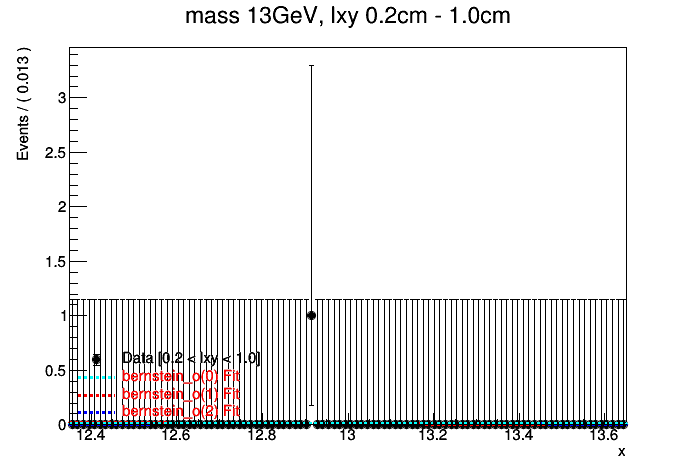 mass 13GeV, lxy 0.2cm - 1.0cm
Events / ( 0.013 )
3
2.5
2
1.5
1
0.5
0
Data [0.2 < lxy < 1.0]
bernstein_o(0) Fit
bernstein_o(1) Fit
bernstein_o(2) Fit
12.4 12.6 12.8 13 13.2 13.4 13.6
x